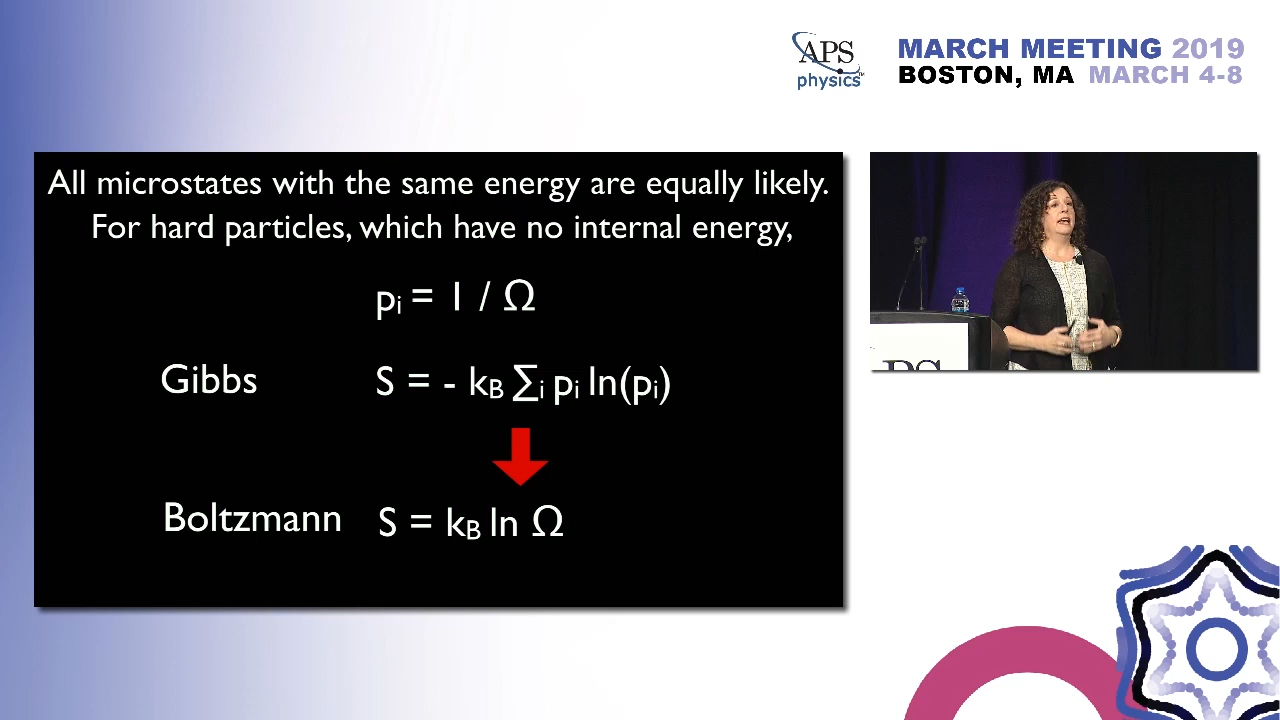 APS
physics™
MARCH MEETING 2019
BOSTON, MA MARCH 4-8
All microstates with the same energy are equally likely.
For hard particles, which have no internal energy,
pᵢ = 1 / Ω
Gibbs S = - kB ∑ᵢ pᵢ ln(pᵢ)
Boltzmann S = kB ln Ω